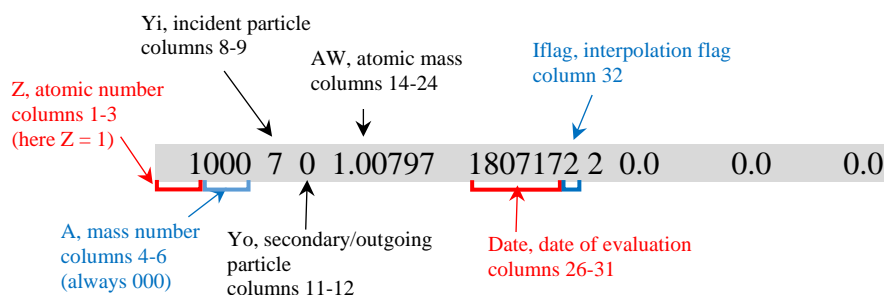 Yi, incident particle
columns 8-9
AW, atomic mass
columns 14-24
Iflag, interpolation flag
column 32
Z, atomic number
columns 1-3
(here Z = 1)
1000 7 0 1.00797 1807172 2 0.0 0.0 0.0
A, mass number
columns 4-6
(always 000)
Yo, secondary/outgoing
particle
columns 11-12
Date, date of evaluation
columns 26-31